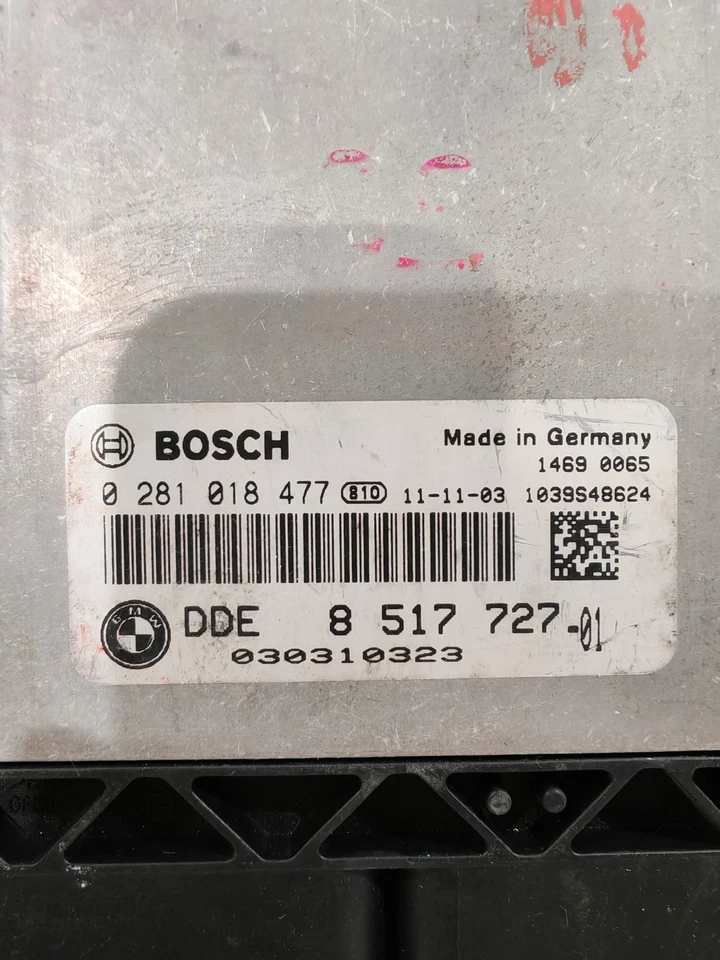 BOSCH
Made in Germany
1469 0065
0 281 018 477 810 11-11-03 1039S48624
BMW DDE 8 517 727-01
030310323